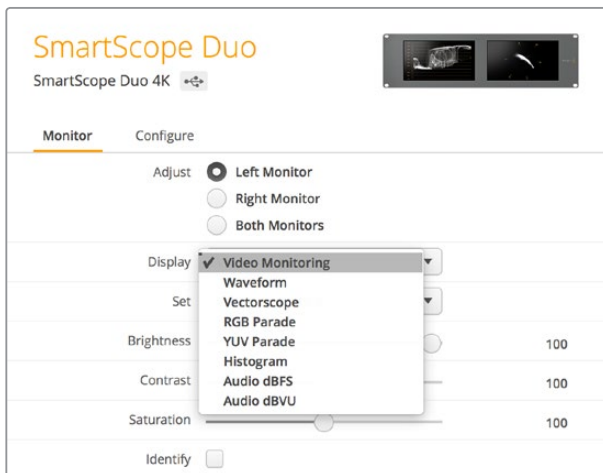 SmartScope Duo
SmartScope Duo 4K
Monitor Configure
Adjust Left Monitor
Right Monitor
Both Monitors
Display Video Monitoring
Waveform
Set Vectorscope
RGB Parade
Brightness YUV Parade 100
Histogram
Contrast Audio dBFS 100
Audio dBVU
Saturation 100
Identify